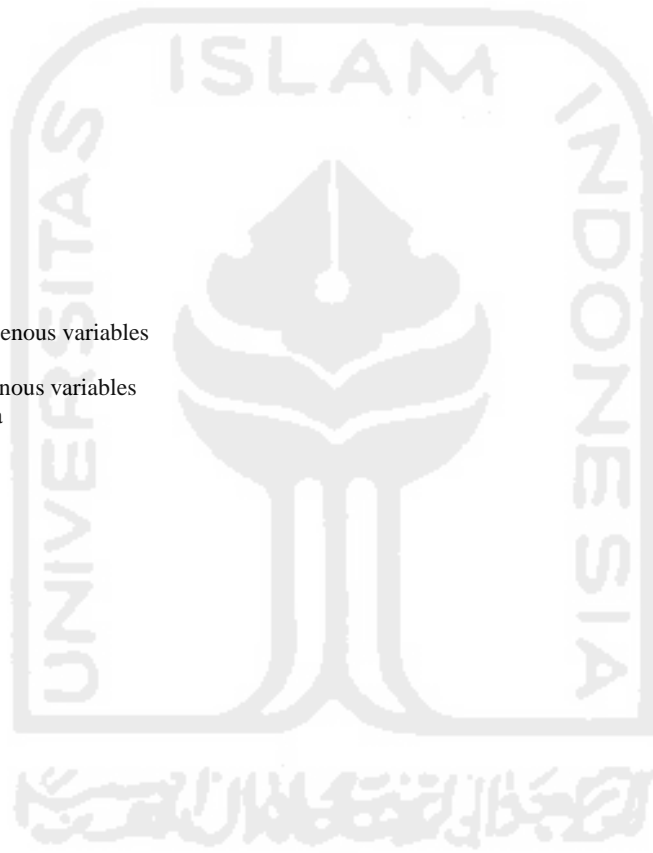 ISLAM
UNIVERSITAS
INDONESIA
enous variables
nous variables
a